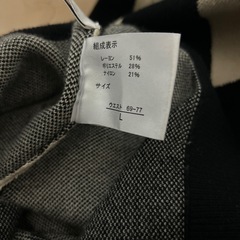 組成表示
レーヨン 51%
ポリエステル 28%
ナイロン 21%
サイズ
ウエスト 69-77
L